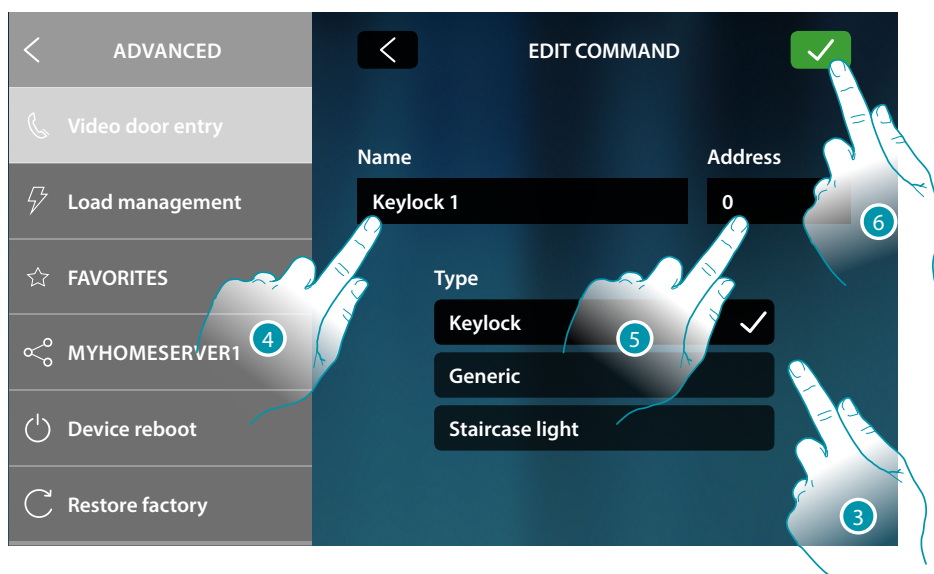 ADVANCED
Video door entry
Load management
FAVORITES
MYHOMESERVER1
Device reboot
Restore factory
EDIT COMMAND
Name
Address
Keylock 1
0
Type
Keylock
Generic
Staircase light
4
5
6
3